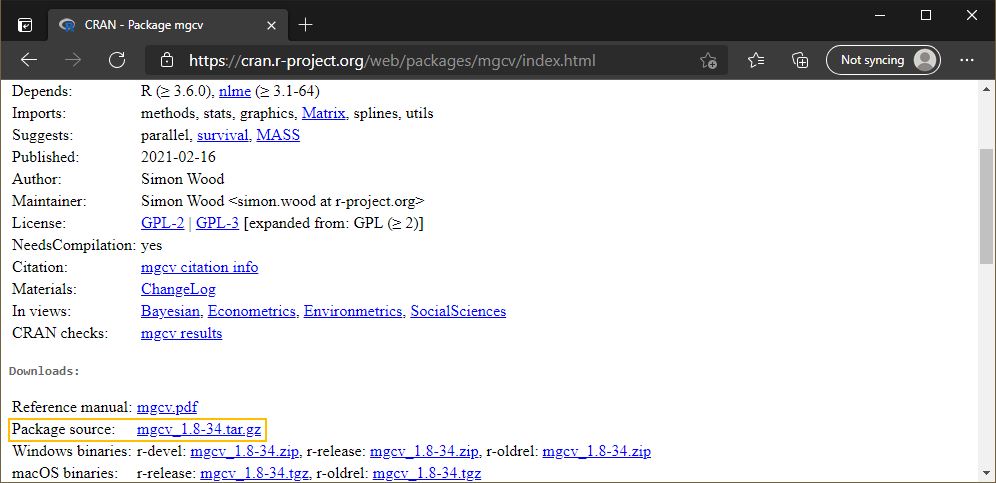 CRAN - Package mgcv
https://cran.r-project.org/web/packages/mgcv/index.html
Not syncing
Depends: R (≥ 3.6.0), nlme (≥ 3.1-64)
Imports: methods, stats, graphics, Matrix, splines, utils
Suggests: parallel, survival, MASS
Published: 2021-02-16
Author: Simon Wood
Maintainer: Simon Wood <simon.wood at r-project.org>
License: GPL-2 | GPL-3 [expanded from: GPL (≥ 2)]
NeedsCompilation: yes
Citation: mgcv citation info
Materials: ChangeLog
In views: Bayesian, Econometrics, Environmetrics, SocialSciences
CRAN checks: mgcv results
Downloads:
Reference manual: mgcv.pdf
Package source: mgcv_1.8-34.tar.gz
Windows binaries: r-devel: mgcv_1.8-34.zip, r-release: mgcv_1.8-34.zip, r-oldrel: mgcv_1.8-34.zip
macOS binaries: r-release: mgcv_1.8-34.tgz, r-oldrel: mgcv_1.8-34.tgz